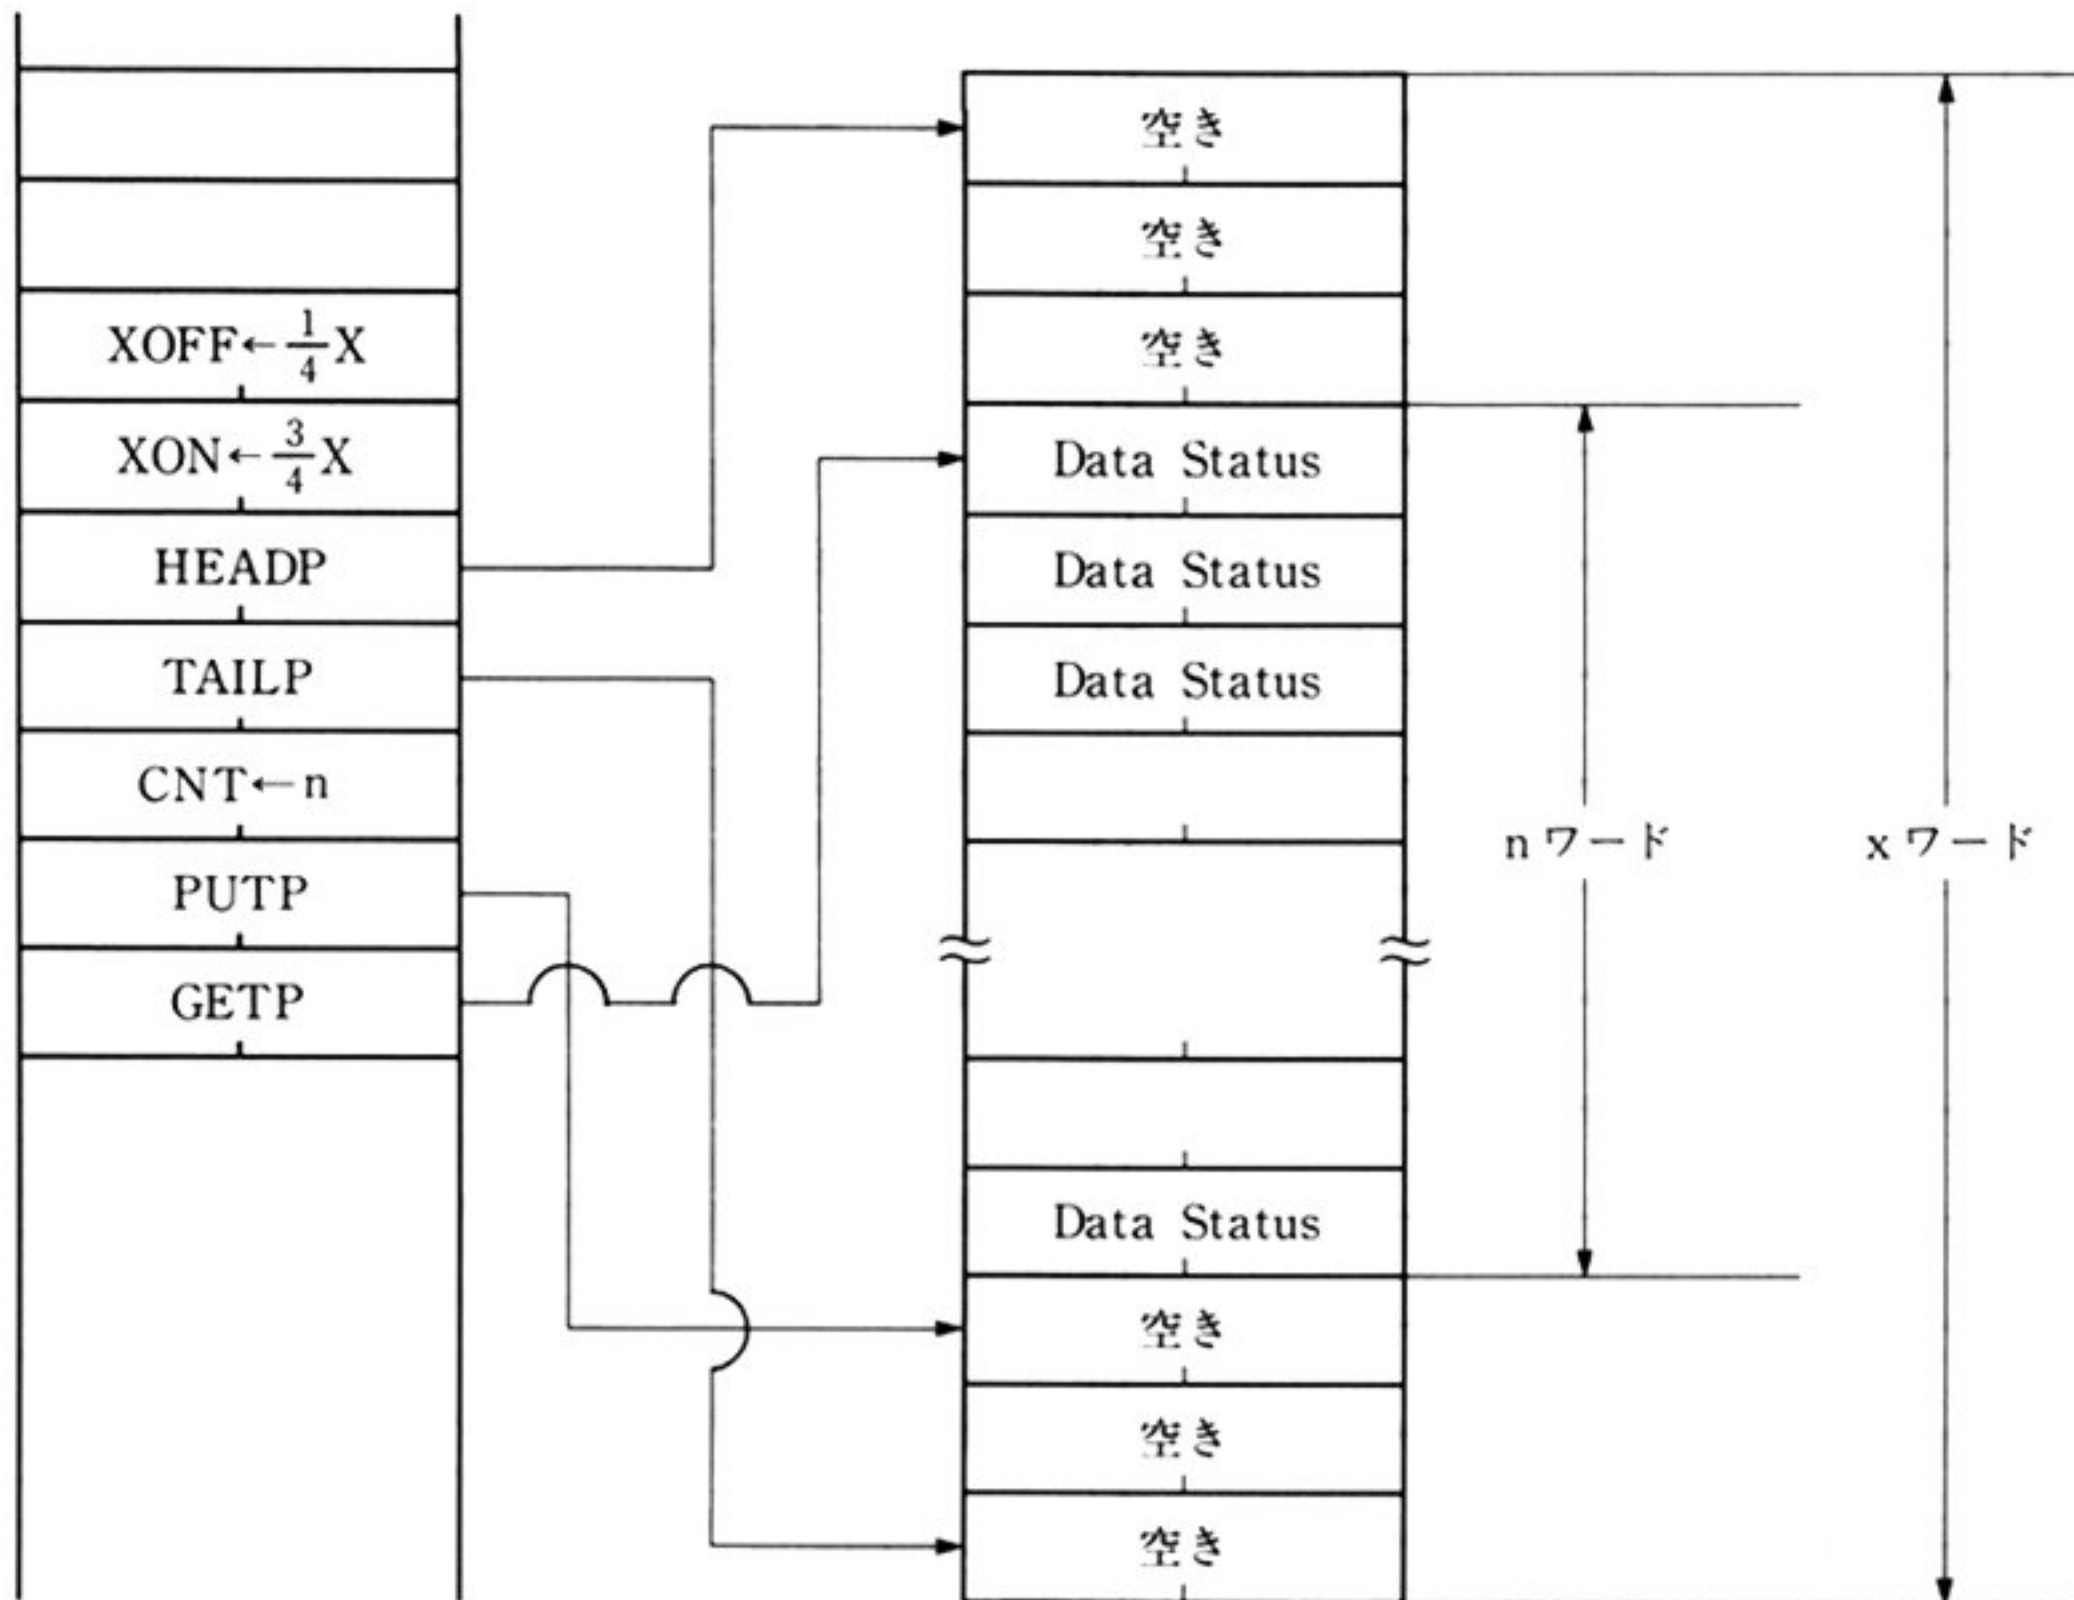 XOFF←1/4X
XON←3/4X
HEADP
TAILP
CNT←n
PUTP
GETP
空き
空き
空き
Data Status
Data Status
Data Status
Data Status
空き
空き
空き
nワード
xワード